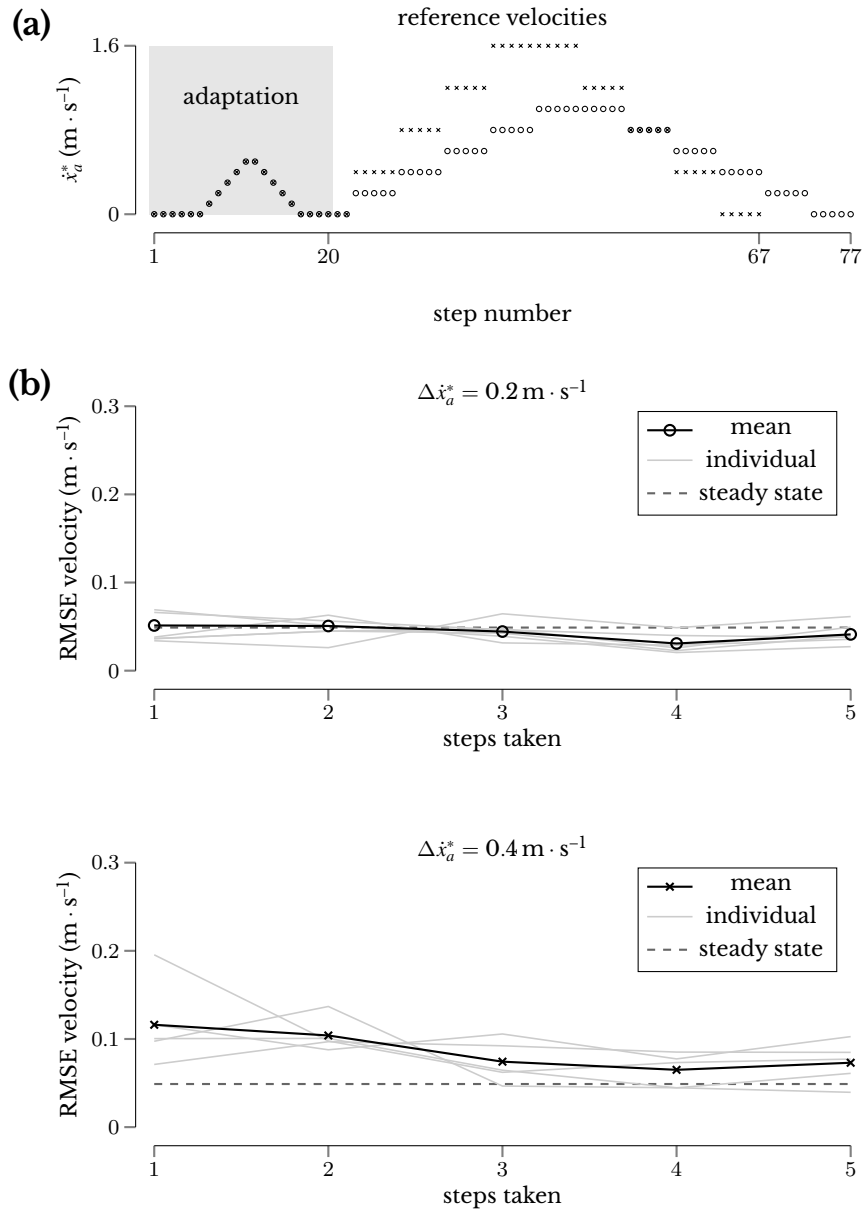 (a)
reference velocities
1.6
adaptation
ẋ*ₐ (m · s⁻¹)
0
1
20
67
77
step number
(b)
Δẋ*ₐ = 0.2 m · s⁻¹
0.3
mean
individual
steady state
0.2
RMSE velocity (m · s⁻¹)
0.1
0
1
2
3
4
5
steps taken
Δẋ*ₐ = 0.4 m · s⁻¹
0.3
mean
individual
steady state
0.2
RMSE velocity (m · s⁻¹)
0.1
0
1
2
3
4
5
steps taken